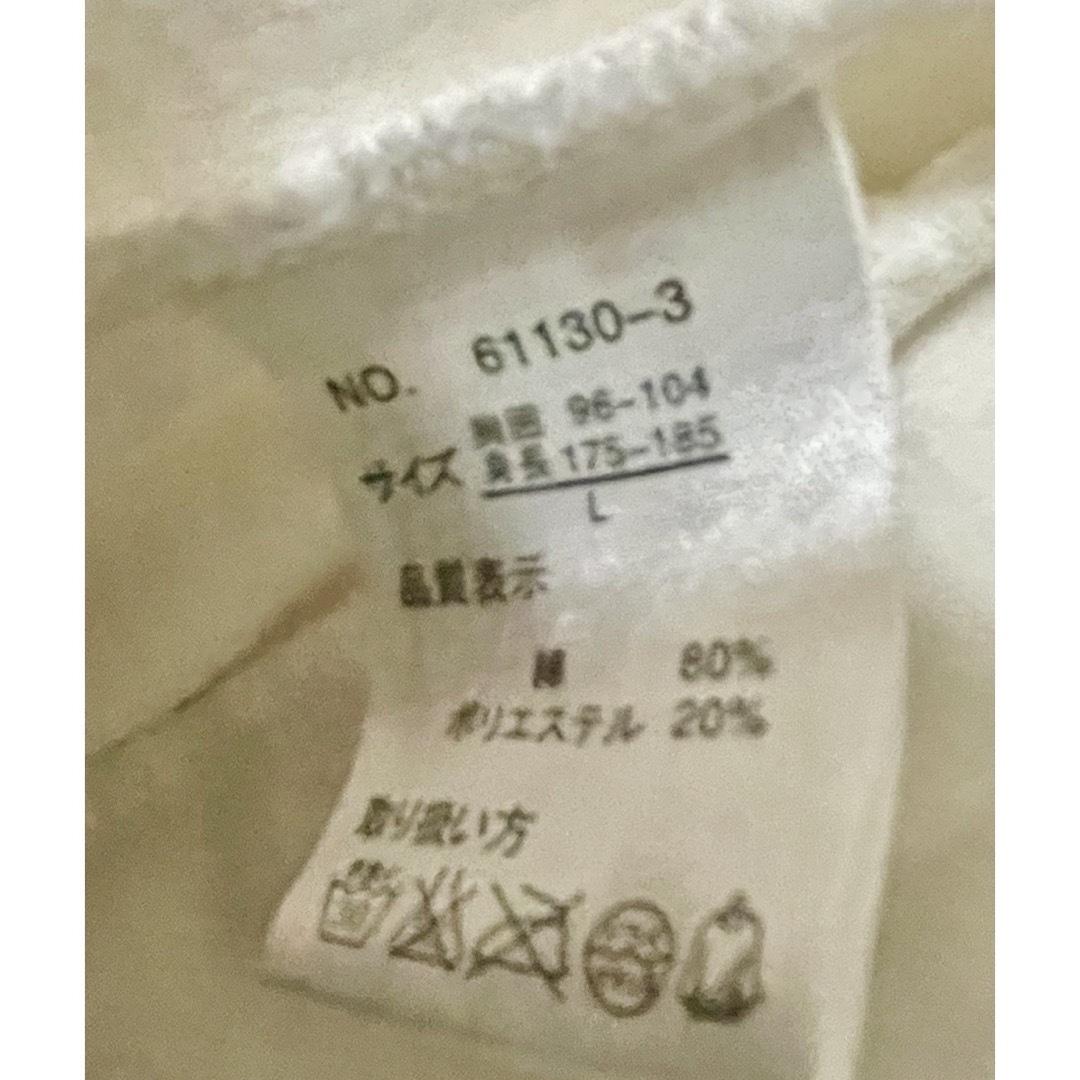 NO. 61130-3
胸囲 96-104
サイズ 身長 175-185
L
品質表示
綿 80%
ポリエステル 20%
取り扱い方